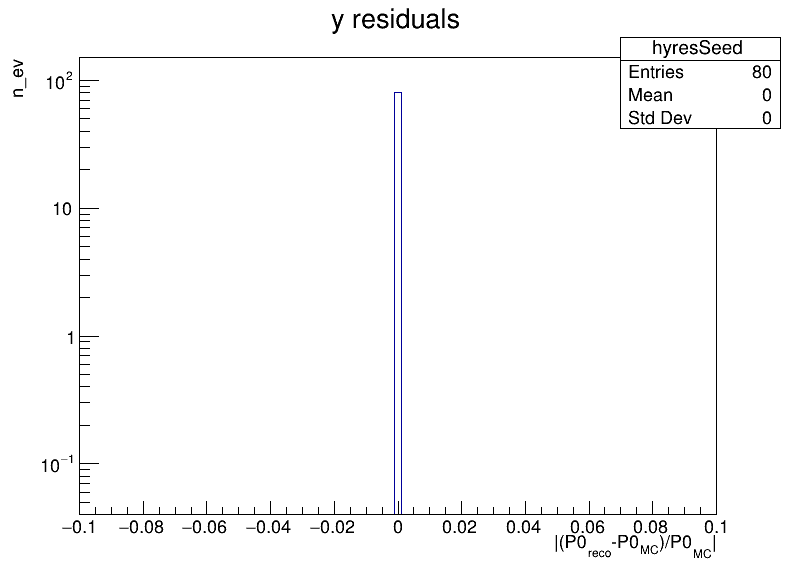 y residuals
hyresSeed
Entries 80
Mean 0
Std Dev 0
n_ev
10²
10
1
10⁻¹
−0.1 −0.08 −0.06 −0.04 −0.02 0 0.02 0.04 0.06 0.08 0.1
|(P0reco-P0MC)/P0MC|